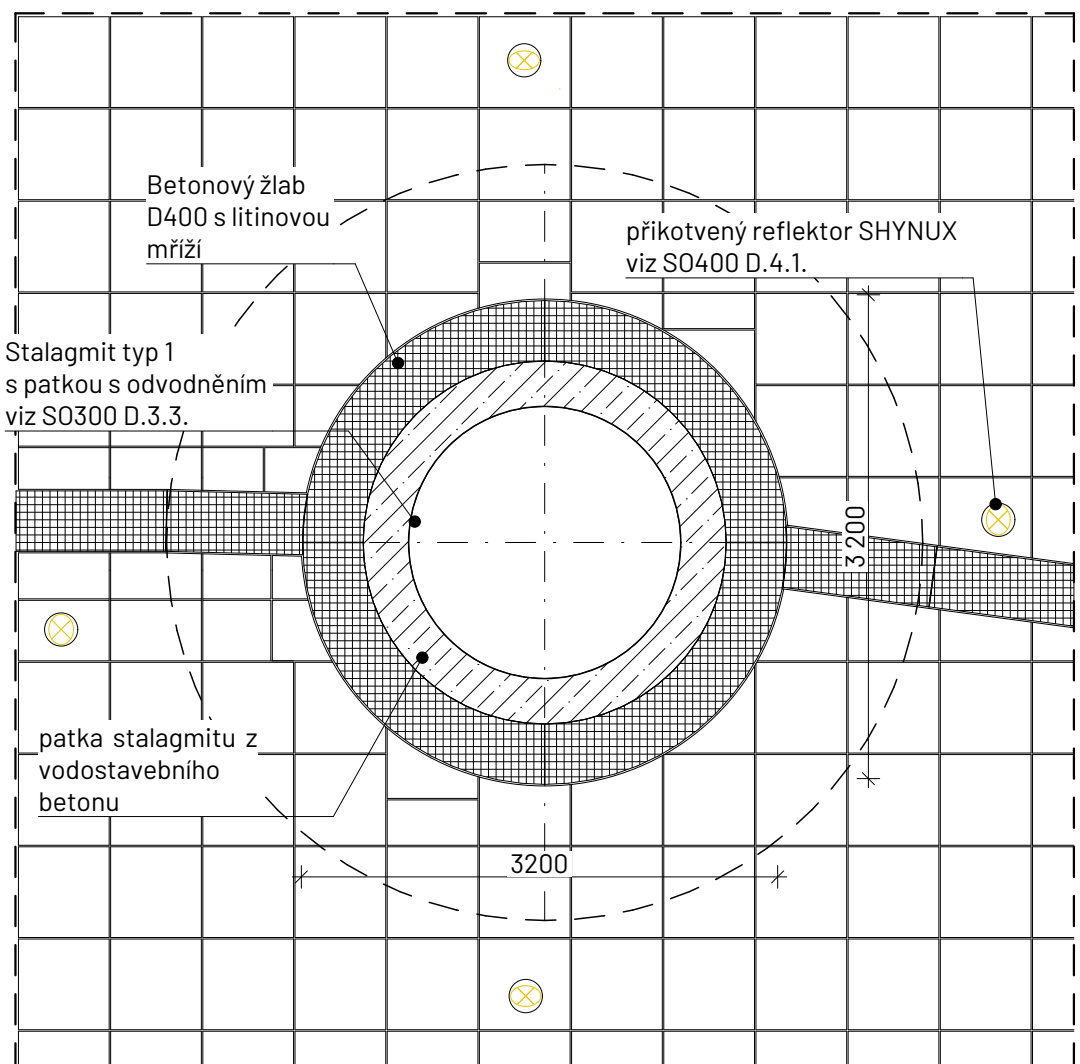 Betonový žlab
D400 s litinovou
mříží
přikotvený reflektor SHYNUX
viz SO400 D.4.1.
Stalagmit typ 1
s patkou s odvodněním
viz SO300 D.3.3.
3 200
patka stalagmitu z
vodostavebního
betonu
3200